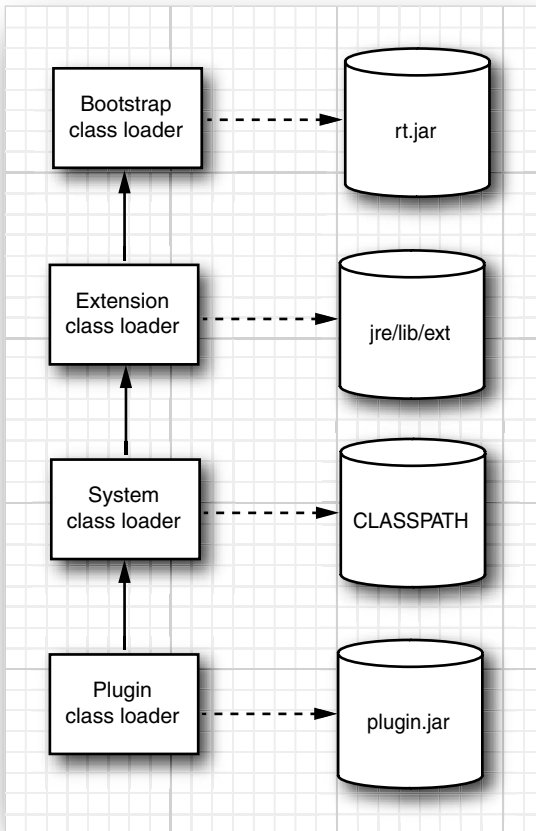 Bootstrap
class loader
rt.jar
Extension
class loader
jre/lib/ext
System
class loader
CLASSPATH
Plugin
class loader
plugin.jar